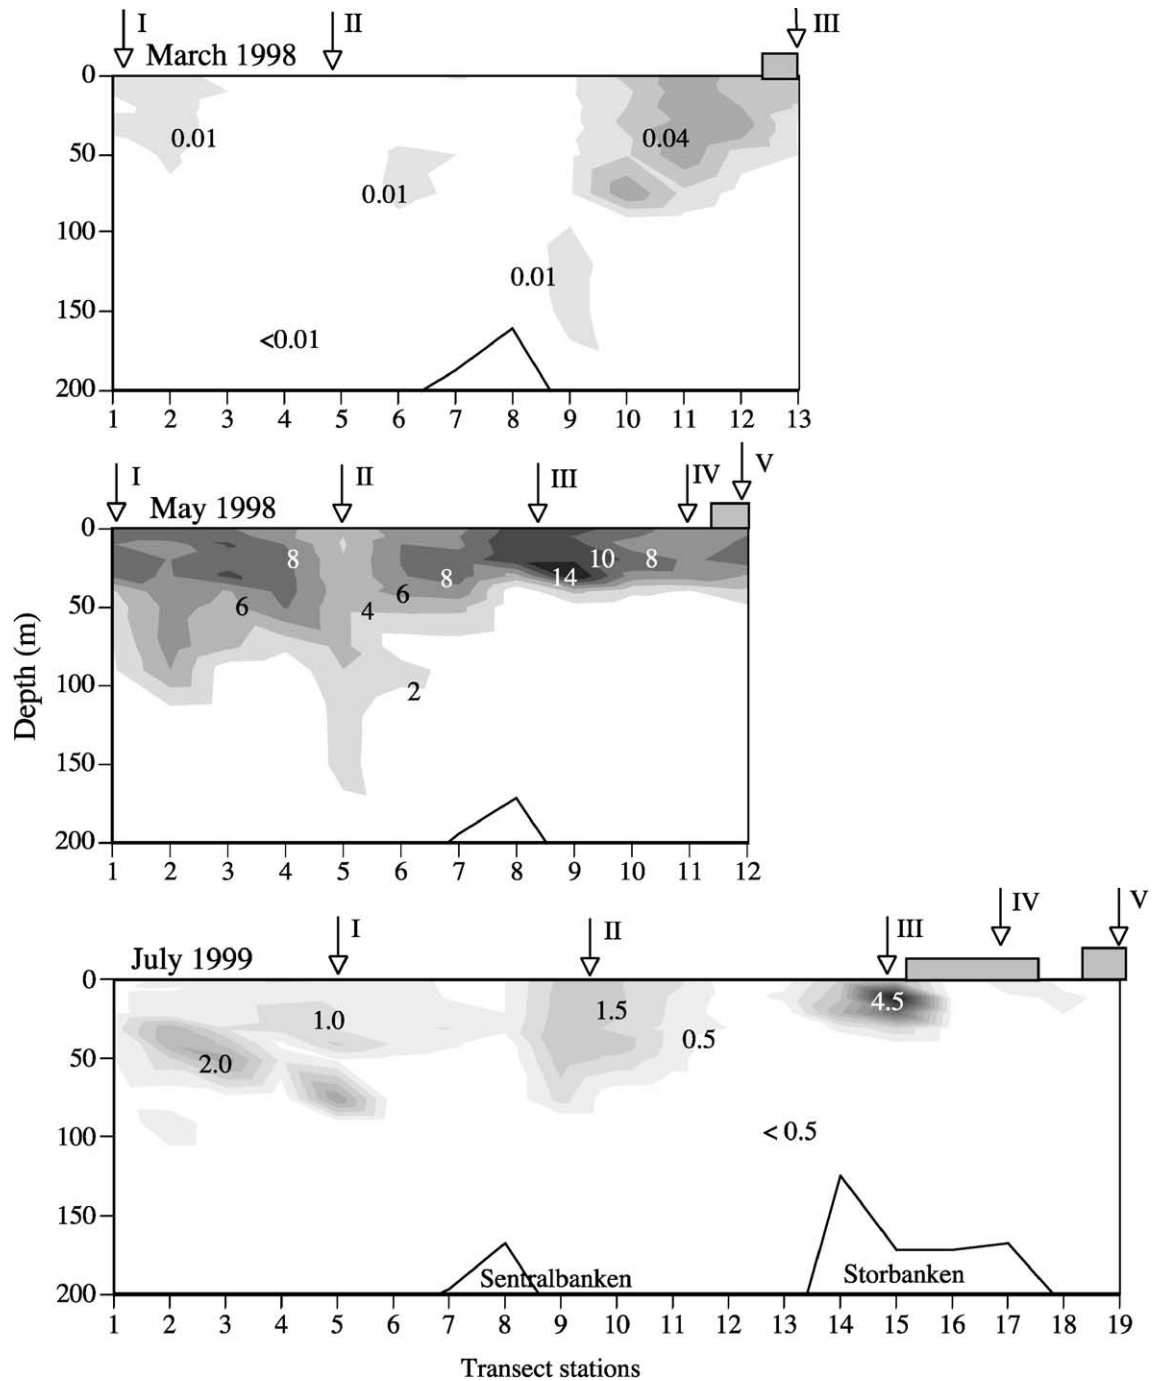 I II III
March 1998
0
0.01 0.04
50
0.01
100
0.01
150
<0.01
200
1 2 3 4 5 6 7 8 9 10 11 12 13
I II III IV V
May 1998
0
8 8 10 14 8
50
6 4 6
100
2
150
200
1 2 3 4 5 6 7 8 9 10 11 12
Depth (m)
I II III IV V
July 1999
0
1.0 1.5 4.5
0.5
50
2.0
100
< 0.5
150
Sentralbanken Storbanken
200
1 2 3 4 5 6 7 8 9 10 11 12 13 14 15 16 17 18 19
Transect stations